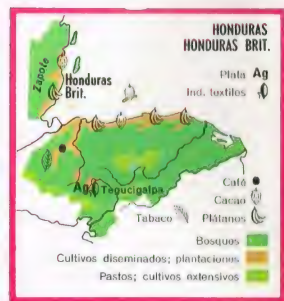 HONDURAS
HONDURAS BRIT.
Plata Ag
Ind. textiles
Zapote
Honduras
Brit.
Ag Tegucigalpa
Café
Cacao
Tabaco
Plátanos
Bosques
Cultivos diseminados; plantaciones
Pastos; cultivos extensivos